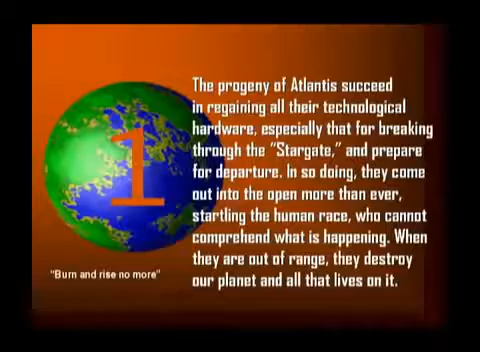 The progeny of Atlantis succeed
in regaining all their technological
hardware, especially that for breaking
through the “Stargate,” and prepare
for departure. In so doing, they come
out into the open more than ever,
startling the human race, who cannot
comprehend what is happening. When
they are out of range, they destroy
our planet and all that lives on it.
1
“Burn and rise no more”